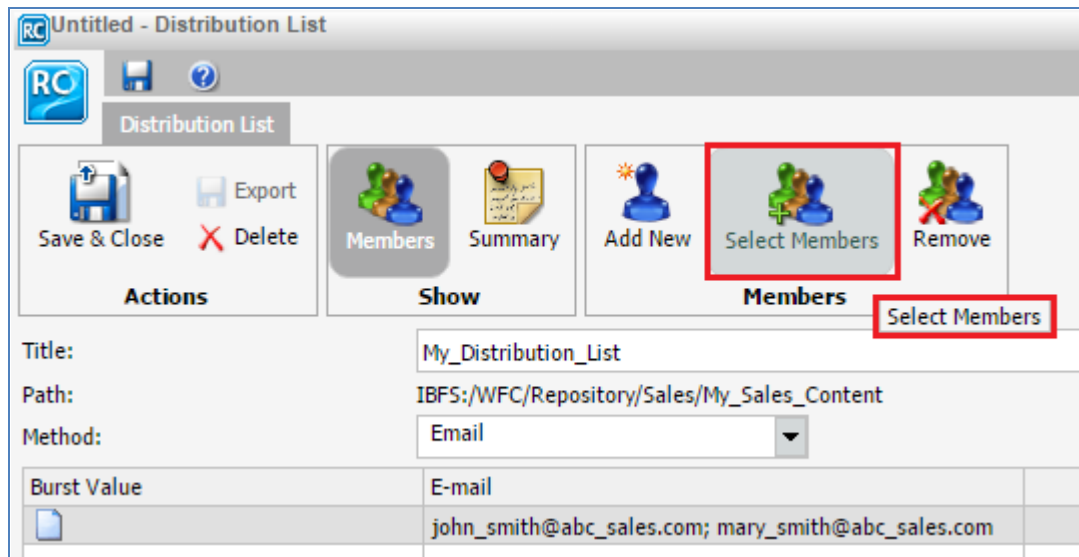 RC Untitled - Distribution List
RC
Distribution List
Save & Close Export
Delete
Actions
Members Summary
Show
Add New Select Members Remove
Members
Select Members
Title: My_Distribution_List
Path: IBFS:/WFC/Repository/Sales/My_Sales_Content
Method: Email
Burst Value E-mail
john_smith@abc_sales.com; mary_smith@abc_sales.com